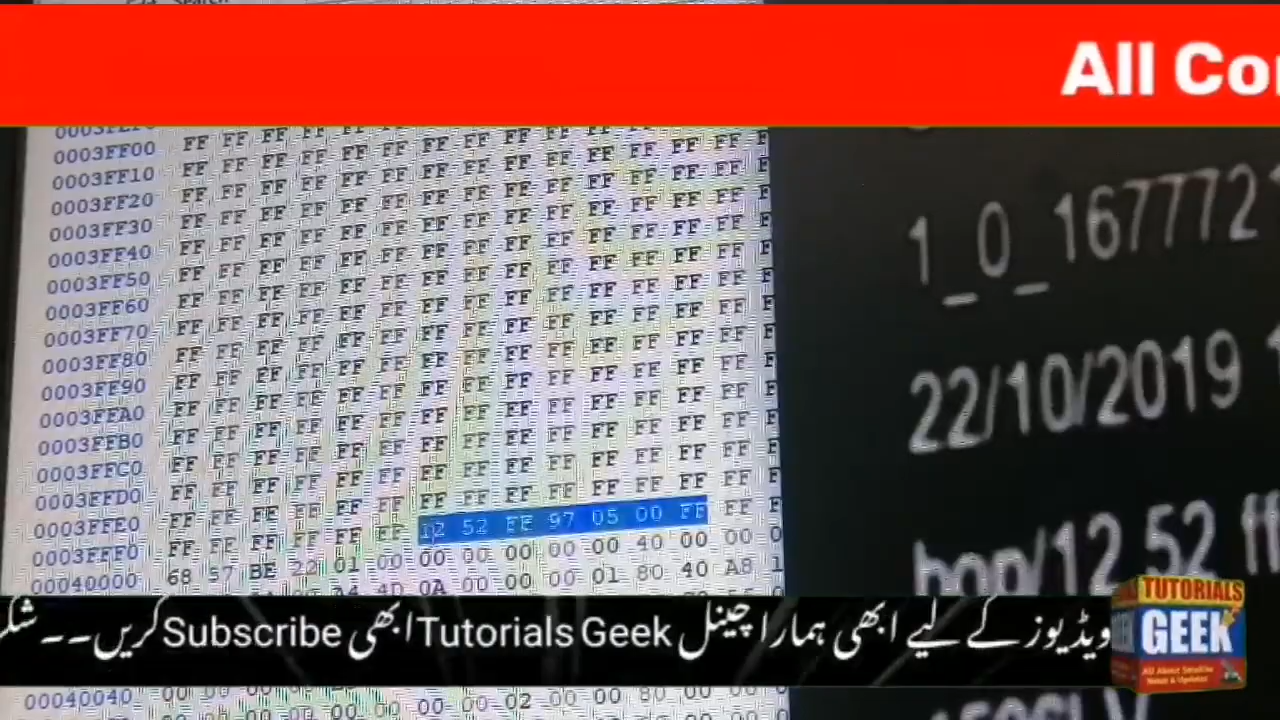 Search
All Cor
0003FF00 FF FF FF FF FF FF FF FF FF FF FF FF FF FF F
0003FF10 FF FF FF FF FF FF FF FF FF FF FF FF FF FF F
0003FF20 FF FF FF FF FF FF FF FF FF FF FF FF FF FF F
0003FF30 FF FF FF FF FF FF FF FF FF FF FF FF FF FF F
0003FF40 FF FF FF FF FF FF FF FF FF FF FF FF FF FF F
0003FF50 FF FF FF FF FF FF FF FF FF FF FF FF FF FF F
0003FF60 FF FF FF FF FF FF FF FF FF FF FF FF FF FF F
0003FF70 FF FF FF FF FF FF FF FF FF FF FF FF FF FF F
0003FF80 FF FF FF FF FF FF FF FF FF FF FF FF FF FF F
0003FF90 FF FF FF FF FF FF FF FF FF FF FF FF FF FF F
0003FFA0 FF FF FF FF FF FF FF FF FF FF FF FF FF FF F
0003FFB0 FF FF FF FF FF FF FF FF FF FF FF FF FF FF F
0003FFC0 FF FF FF FF FF FF FF FF FF FF FF FF FF FF F
0003FFD0 FF FF FF FF FF FF FF FF FF FF FF FF FF FF F
0003FFE0 FF FF FF FF FF FF FF FF FF FF FF FF FF FF F
0003FFF0 FF FF FF FF FF FF 12 52 FF 97 05 00 FF FF F
00040000 68 57 BE 22 01 00 00 00 00 00 00 40 00 00 0
A4 4D 0A 00 00 00 01 80 40 A8 1
00040040 00 00 02 00 00 80 00
1_0_1677721
22/10/2019 1
bon/12 52 ff
ویڈیوز کے لیے ابھی ہمارا چینل Tutorials Geek ابھی Subscribe کریں۔۔ شکر
TUTORIALS
GEEK
All About Satellite
News & Updates